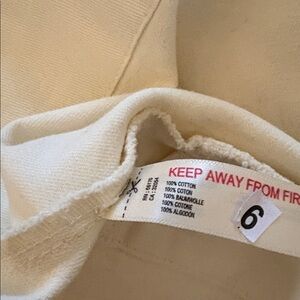 KEEP AWAY FROM FIR
100% COTTON
100% COTON
100% BAUMWOLLE
100% COTONE
100% ALGODÓN
6